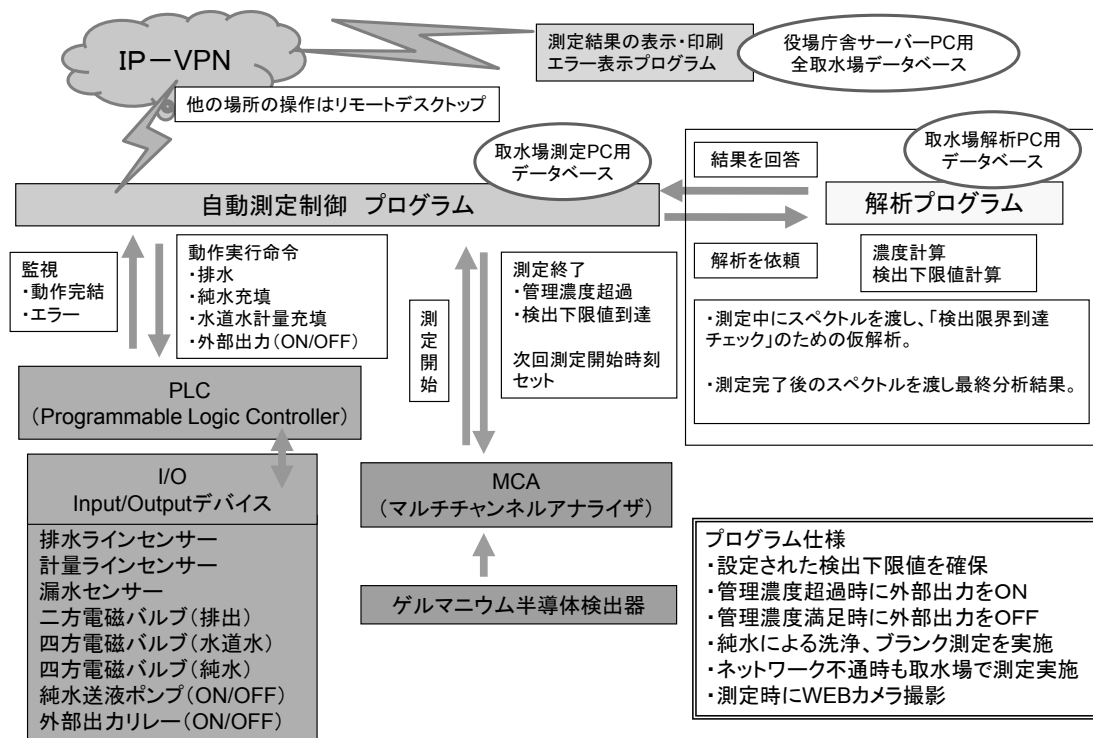 IP－VPN
測定結果の表示・印刷
エラー表示プログラム
役場庁舎サーバーPC用
全取水場データベース
他の場所の操作はリモートデスクトップ
取水場測定PC用
データベース
自動測定制御 プログラム
結果を回答
取水場解析PC用
データベース
解析プログラム
解析を依頼
濃度計算
検出下限値計算
・測定中にスペクトルを渡し、「検出限界到達
チェック」のための仮解析。
・測定完了後のスペクトルを渡し最終分析結果。
監視
・動作完結
・エラー
動作実行命令
・排水
・純水充填
・水道水計量充填
・外部出力(ON/OFF)
測定開始
測定終了
・管理濃度超過
・検出下限値到達
次回測定開始時刻
セット
PLC
（Programmable Logic Controller）
I/O
Input/Outputデバイス
排水ラインセンサー
計量ラインセンサー
漏水センサー
二方電磁バルブ（排出）
四方電磁バルブ（水道水）
四方電磁バルブ（純水）
純水送液ポンプ（ON/OFF）
外部出力リレー（ON/OFF）
MCA
（マルチチャンネルアナライザ）
ゲルマニウム半導体検出器
プログラム仕様
・設定された検出下限値を確保
・管理濃度超過時に外部出力をON
・管理濃度満足時に外部出力をOFF
・純水による洗浄、ブランク測定を実施
・ネットワーク不通時も取水場で測定実施
・測定時にWEBカメラ撮影